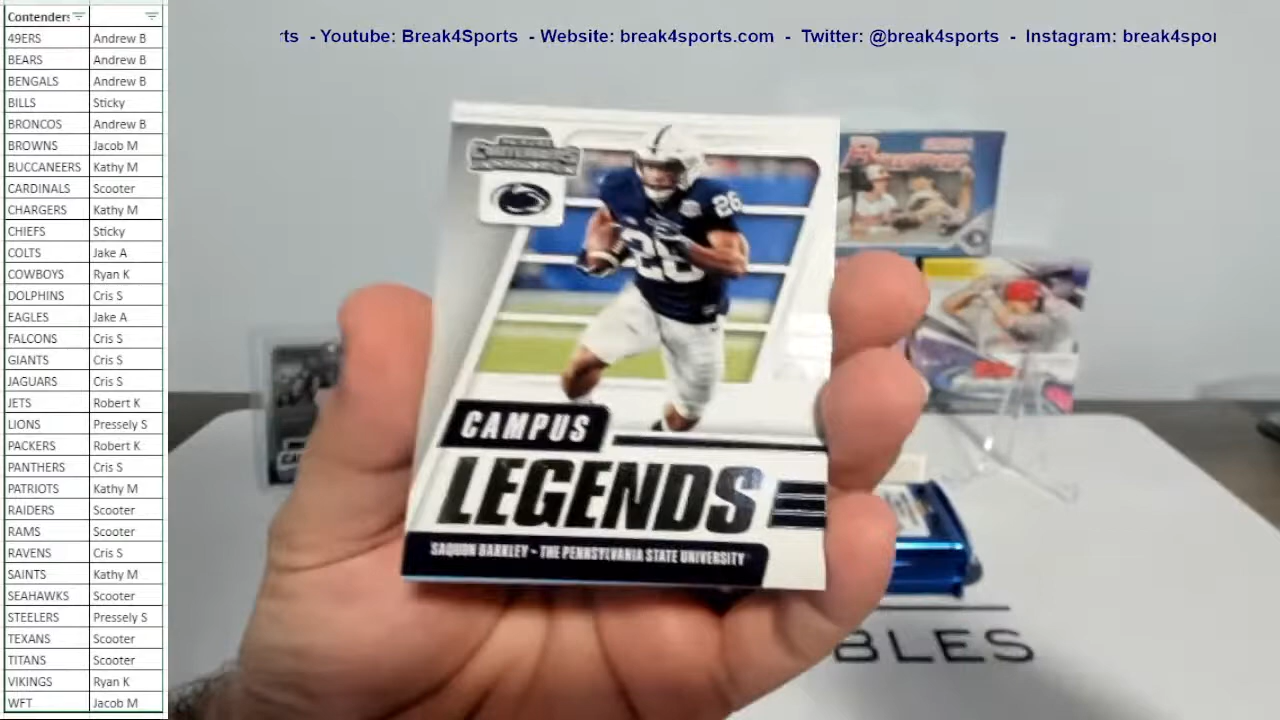 Contenders
49ERS Andrew B
BEARS Andrew B
BENGALS Andrew B
BILLS Sticky
BRONCOS Andrew B
BROWNS Jacob M
BUCCANEERS Kathy M
CARDINALS Scooter
CHARGERS Kathy M
CHIEFS Sticky
COLTS Jake A
COWBOYS Ryan K
DOLPHINS Cris S
EAGLES Jake A
FALCONS Cris S
GIANTS Cris S
JAGUARS Cris S
JETS Robert K
LIONS Pressely S
PACKERS Robert K
PANTHERS Cris S
PATRIOTS Kathy M
RAIDERS Scooter
RAMS Scooter
RAVENS Cris S
SAINTS Kathy M
SEAHAWKS Scooter
STEELERS Pressely S
TEXANS Scooter
TITANS Scooter
VIKINGS Ryan K
WFT Jacob M
rts - Youtube: Break4Sports - Website: break4sports.com - Twitter: @break4sports - Instagram: break4spor
CONTENDERS
26
26
CAMPUS
LEGENDS
SAQUON BARKLEY - THE PENNSYLVANIA STATE UNIVERSITY
Bowman
BLES